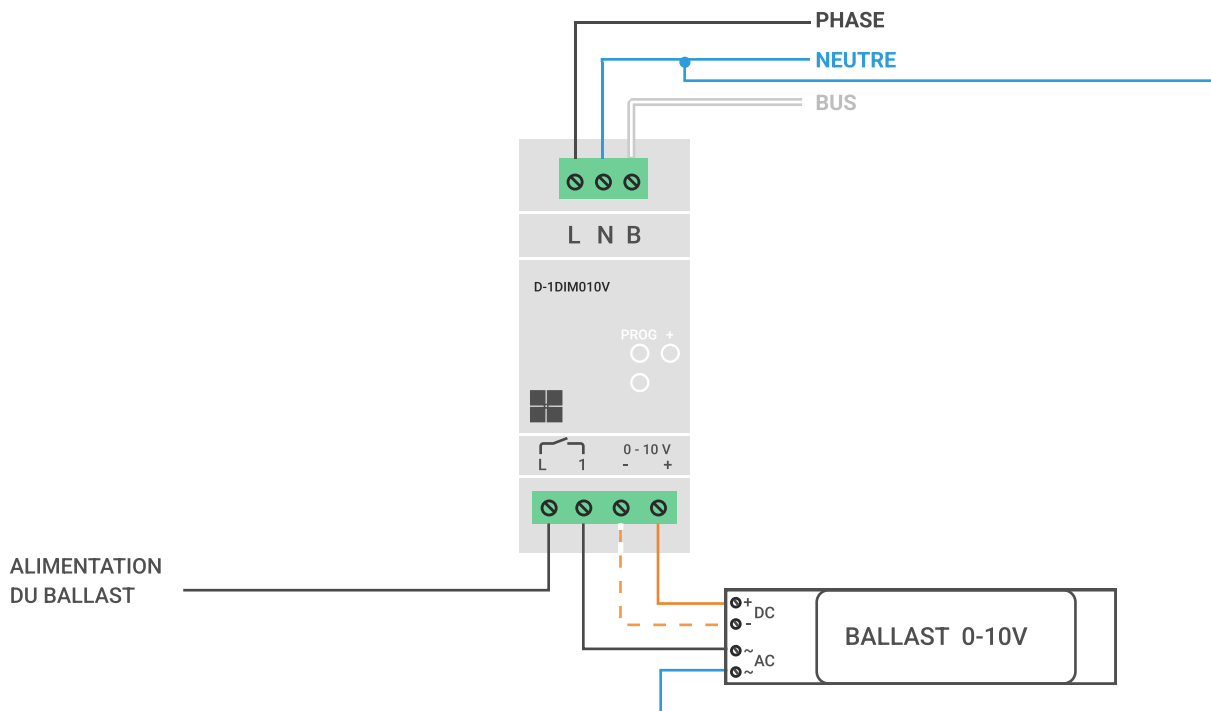 PHASE
NEUTRE
BUS
L N B
D-1DIM010V
PROG +
0 - 10 V
L 1 - +
ALIMENTATION
DU BALLAST
+
DC
-
BALLAST 0-10V
~
AC
~